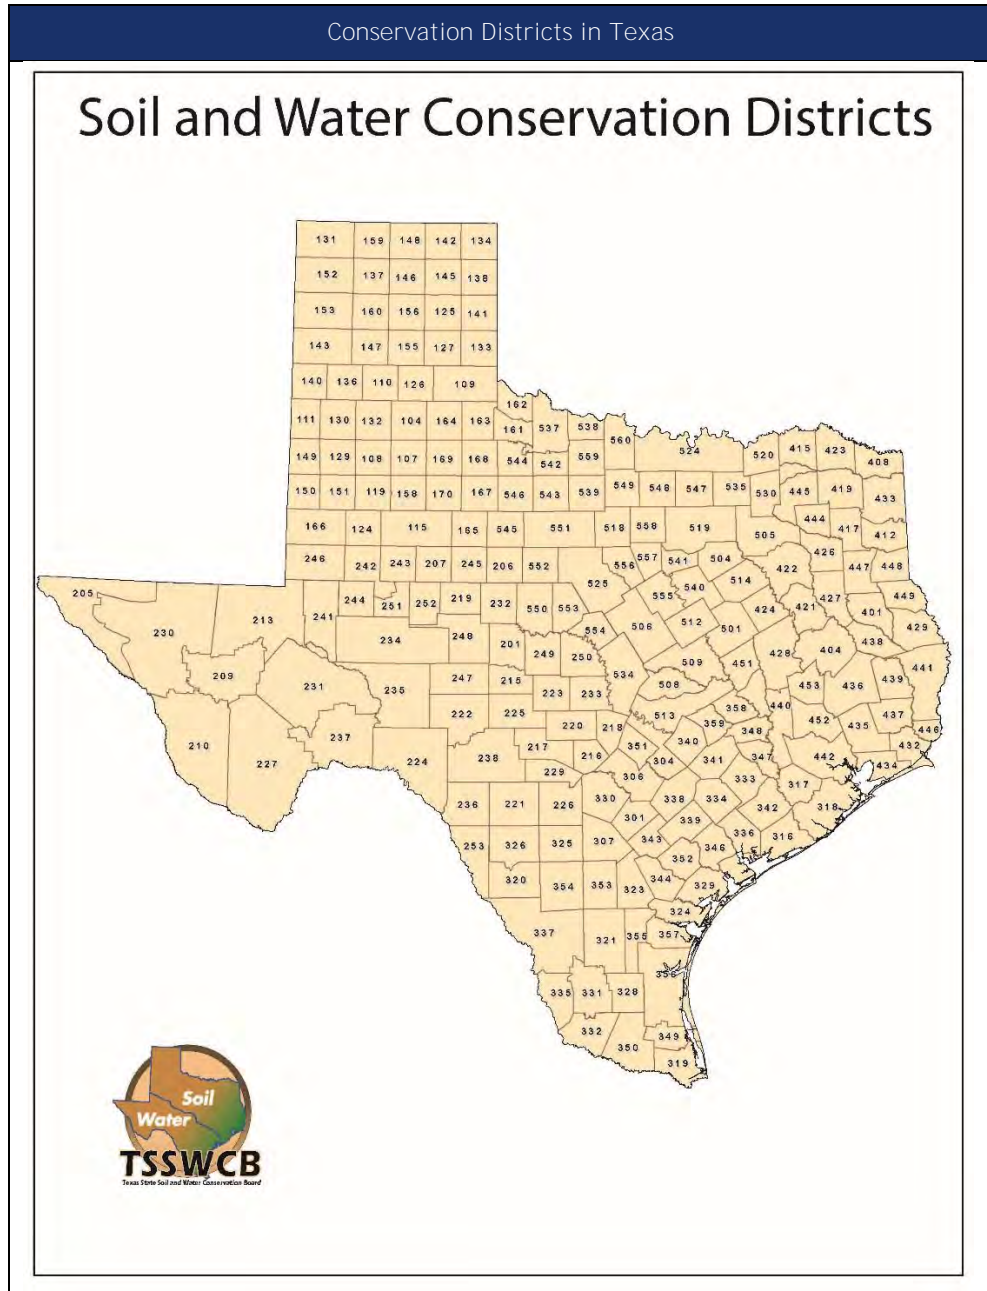 Conservation Districts in Texas
Soil and Water Conservation Districts
131 159 148 142 134
152 137 146 145 138
153 160 156 125 141
143 147 155 127 133
140 136 110 126 109
162
111 130 132 104 164 163 161 537 538 560
524 520 415 423 408
149 129 108 107 169 168 544 542 559
150 151 119 158 170 167 546 543 539 549 548 547 535 530 445 419 433
166 124 115 165 545 551 518 558 519 505 444 417 412
246 242 243 207 245 206 552 525 556 557 541 504 422 426 447 448
205 230 213 241 244 251 252 219 232 550 553 555 540 514 424 421 427 401 449
234 248 201 249 250 554 506 512 501 428 404 438 429
209 231 235 247 215 223 233 534 509 508 451 453 436 439 441
210 227 237 222 225 220 218 513 358 359 348 440 452 435 437 446
224 238 217 216 229 351 340 304 341 347 442 432 434
306 333 317
236 221 226 330 301 338 334 339 342 318
253 326 325 307 343 352 346 336 316
320 354 353 323 344 329
324
337 321 355 357
335 331 328
332 350 349
319
Soil
Water
TSSWCB
Texas State Soil and Water Conservation Board